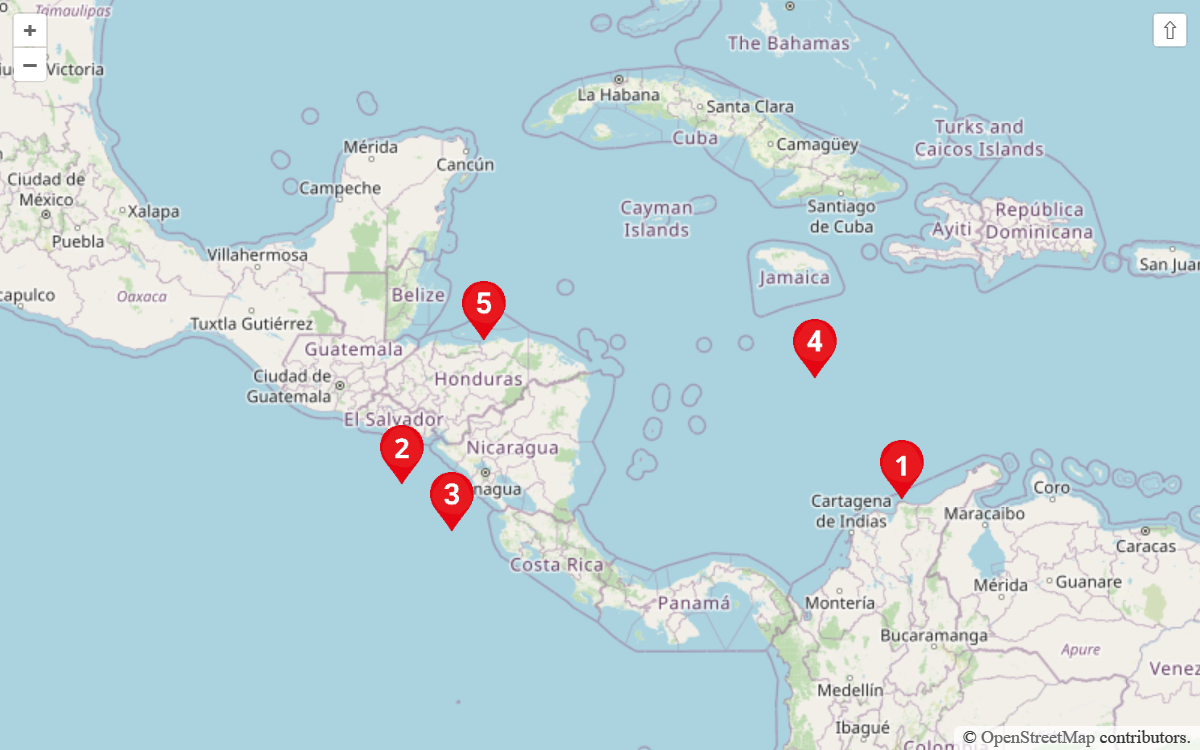 Tamaulipas
+
−
Victoria
The Bahamas
⇧
La Habana
Santa Clara
Cuba
Camagüey
Turks and
Caicos Islands
Mérida
Cancún
Campeche
Ciudad de
México
Xalapa
Puebla
Villahermosa
Cayman
Islands
Santiago
de Cuba
República
Dominicana
Ayiti
San Juan
Jamaica
Oaxaca
Belize
Tuxtla Gutiérrez
5
4
Guatemala
Honduras
Ciudad de
Guatemala
El Salvador
2
Nicaragua
3
nagua
1
Cartagena
de Indias
Maracaibo
Coro
Caracas
Costa Rica
Panamá
Montería
Mérida
Guanare
Bucaramanga
Apure
Medellín
Venez
Ibagué
Colombia
© OpenStreetMap contributors.